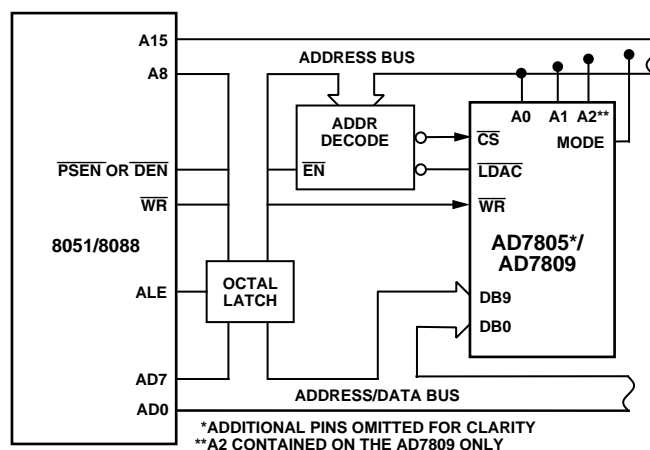 A15
ADDRESS BUS
A8
A0 A1 A2**
ADDR
DECODE
CS
MODE
PSEN OR DEN
EN
LDAC
WR
WR
8051/8088
AD7805*/
AD7809
OCTAL
LATCH
ALE
DB9
DB0
AD7
ADDRESS/DATA BUS
AD0
*ADDITIONAL PINS OMITTED FOR CLARITY
**A2 CONTAINED ON THE AD7809 ONLY